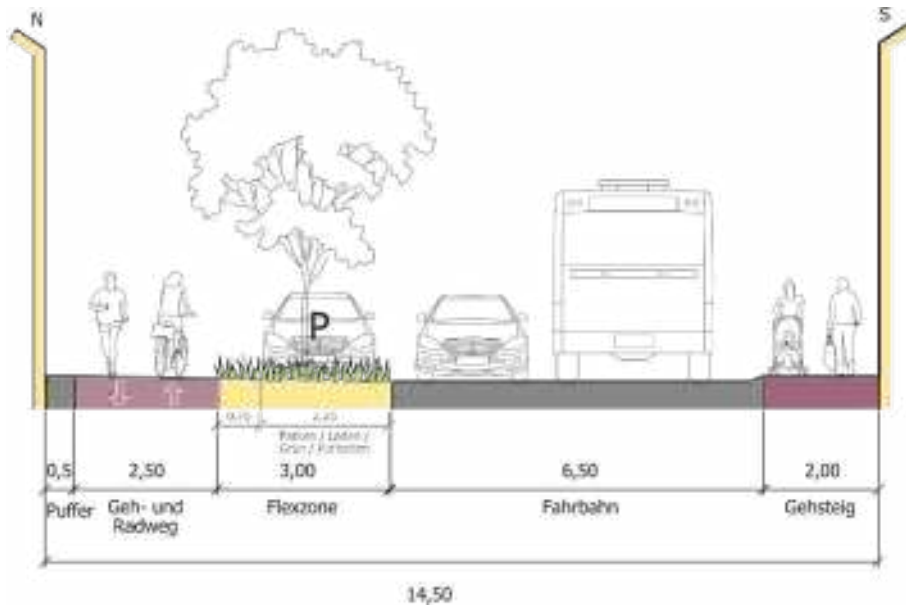 N
S
P
0,5
2,50
3,00
6,50
2,00
Puffer
Geh- und
Radweg
Flexzone
Fahrbahn
Gehsteig
14,50